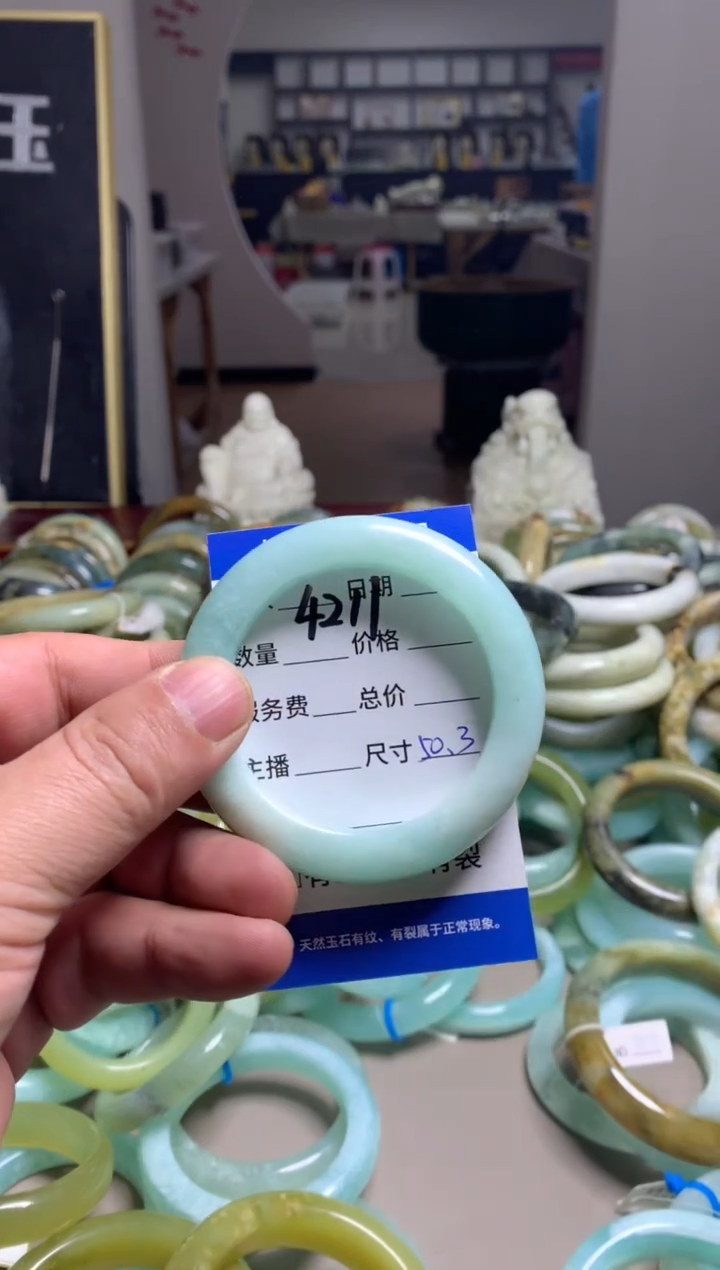 玉
日期
4211
数量 价格
服务费 总价
主播 尺寸 50.3
有裂
天然玉石有纹、有裂属于正常现象。